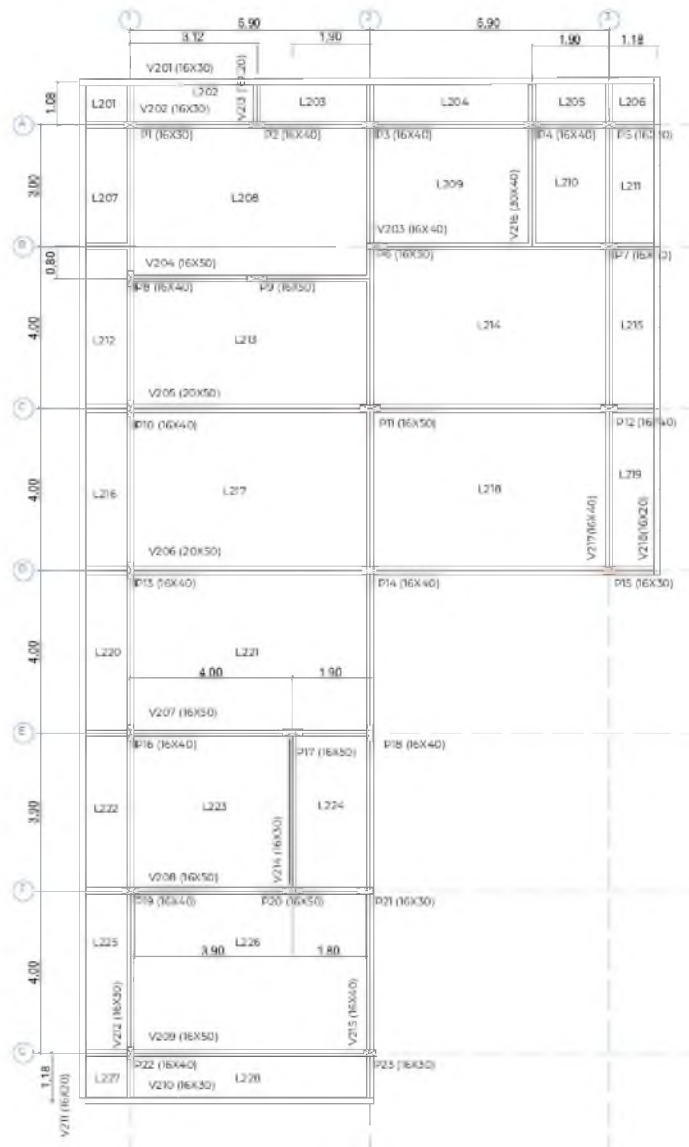 1
2
3
5.90
5.90
3.12
1.90
1.90
1.18
V201 (16X30)
V213 (16X20)
L201
L202
L203
L204
L205
L206
1.08
V202 (16X30)
A
P1 (16X30)
P2 (16X40)
P3 (16X40)
P4 (16X40)
3.00
L207
L208
L209
L210
L211
V216 (30X40)
V203 (16X40)
B
P6 (16X30)
0.80
V204 (16X50)
P8 (16X40)
P9 (16X50)
4.00
L212
L213
L214
L215
V205 (20X50)
C
P10 (16X40)
P11 (16X50)
P12 (16X40)
4.00
L216
L217
L218
L219
V217(16X40)
V218(16X20)
V206 (20X50)
D
P13 (16X40)
P14 (16X40)
P15 (16X30)
4.00
L220
L221
4.00
1.90
V207 (16X50)
E
P16 (16X40)
P17 (16X50)
P18 (16X40)
3.90
L222
L223
L224
V214 (16X30)
V208 (16X50)
F
P19 (16X40)
P20 (16X50)
P21 (16X30)
4.00
L225
L226
3.90
1.80
V212 (16X30)
V215 (16X40)
V209 (16X50)
G
P22 (16X40)
P23 (16X30)
1.18
L227
V210 (16X30)
L228
V211 (16X20)